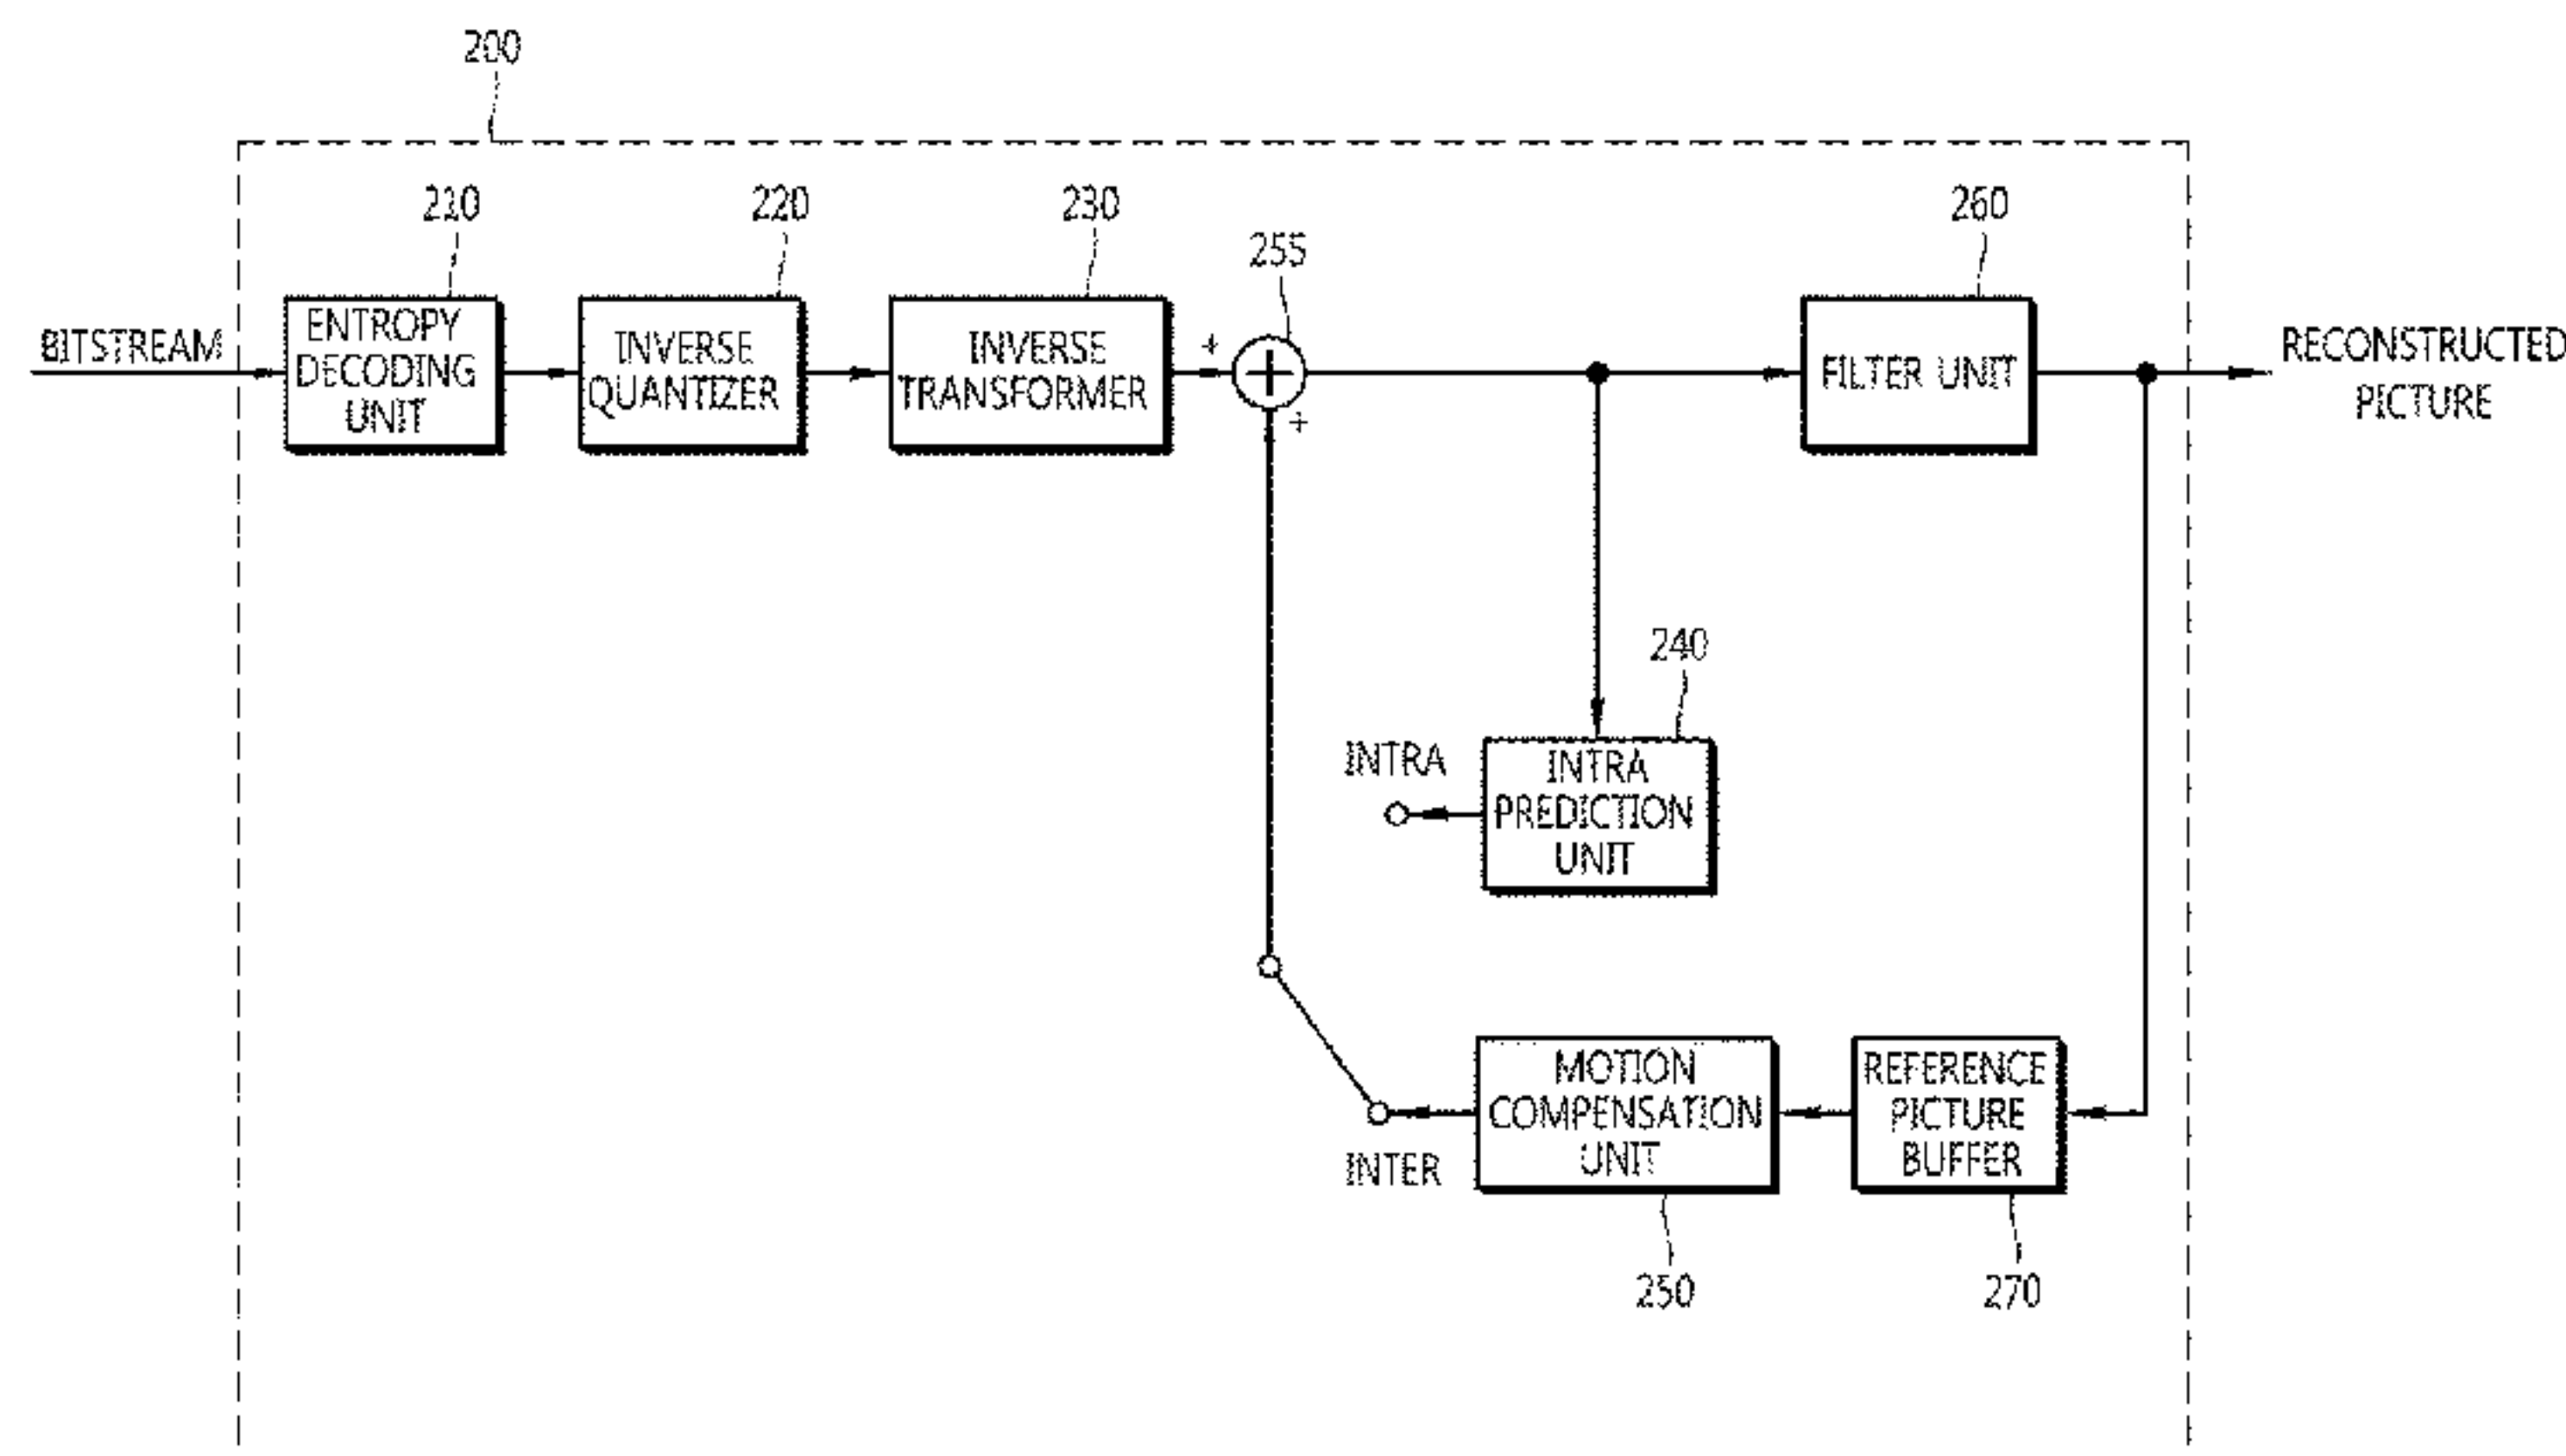 200
210
220
230
255
260
BITSTREAM
ENTROPY
DECODING
UNIT
INVERSE
QUANTIZER
INVERSE
TRANSFORMER
+
+
+
FILTER UNIT
RECONSTRUCTED
PICTURE
240
INTRA
INTRA
PREDICTION
UNIT
MOTION
COMPENSATION
UNIT
REFERENCE
PICTURE
BUFFER
INTER
250
270